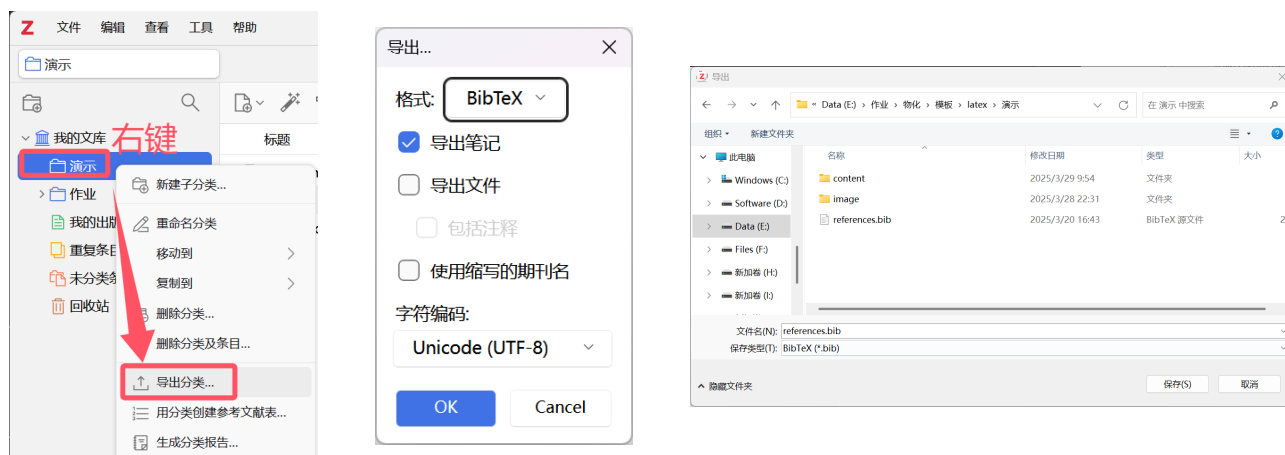 Z 文件 编辑 查看 工具 帮助
演示
我的文库
右键
标题
演示
作业
我的出版
重复条目
未分类条
回收站
新建子分类...
重命名分类
移动到
复制到
删除分类...
删除分类及条目...
导出分类...
用分类创建参考文献表...
生成分类报告...
导出...
格式: BibTeX
导出笔记
导出文件
包括注释
使用缩写的期刊名
字符编码:
Unicode (UTF-8)
OK Cancel
Z 导出
« Data (E:) › 作业 › 物化 › 模板 › latex › 演示
在 演示 中搜索
组织 新建文件夹
此电脑
Windows (C:)
Software (D:)
Data (E:)
Files (F:)
新加卷 (H:)
新加卷 (I:)
名称 修改日期 类型 大小
content 2025/3/29 9:54 文件夹
image 2025/3/28 22:31 文件夹
references.bib 2025/3/20 16:43 BibTeX 源文件 2
文件名(N): references.bib
保存类型(T): BibTeX (*.bib)
隐藏文件夹 保存(S) 取消